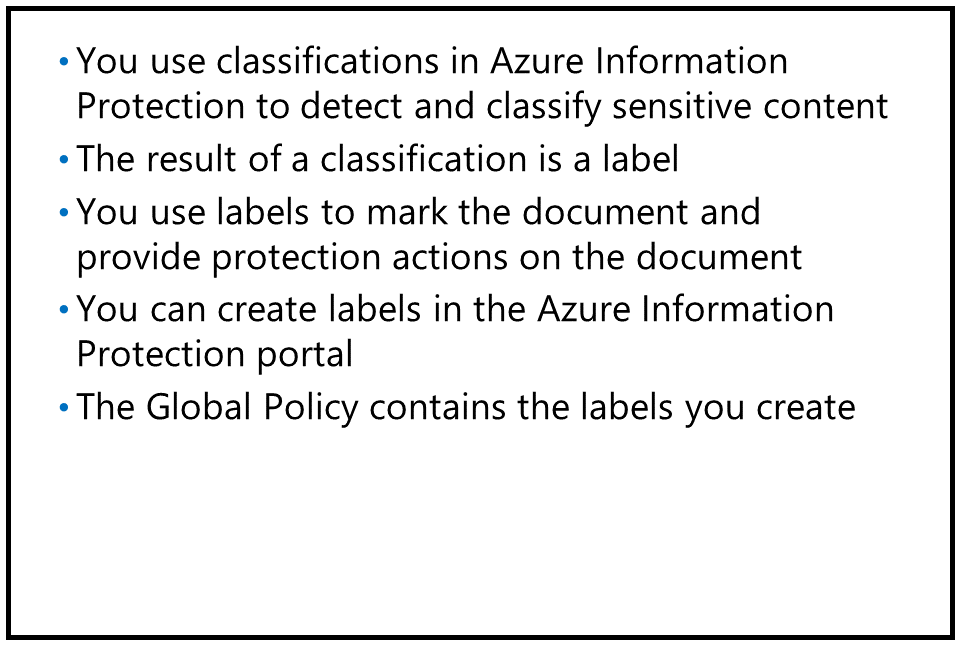 • You use classifications in Azure Information
Protection to detect and classify sensitive content
• The result of a classification is a label
• You use labels to mark the document and
provide protection actions on the document
• You can create labels in the Azure Information
Protection portal
• The Global Policy contains the labels you create